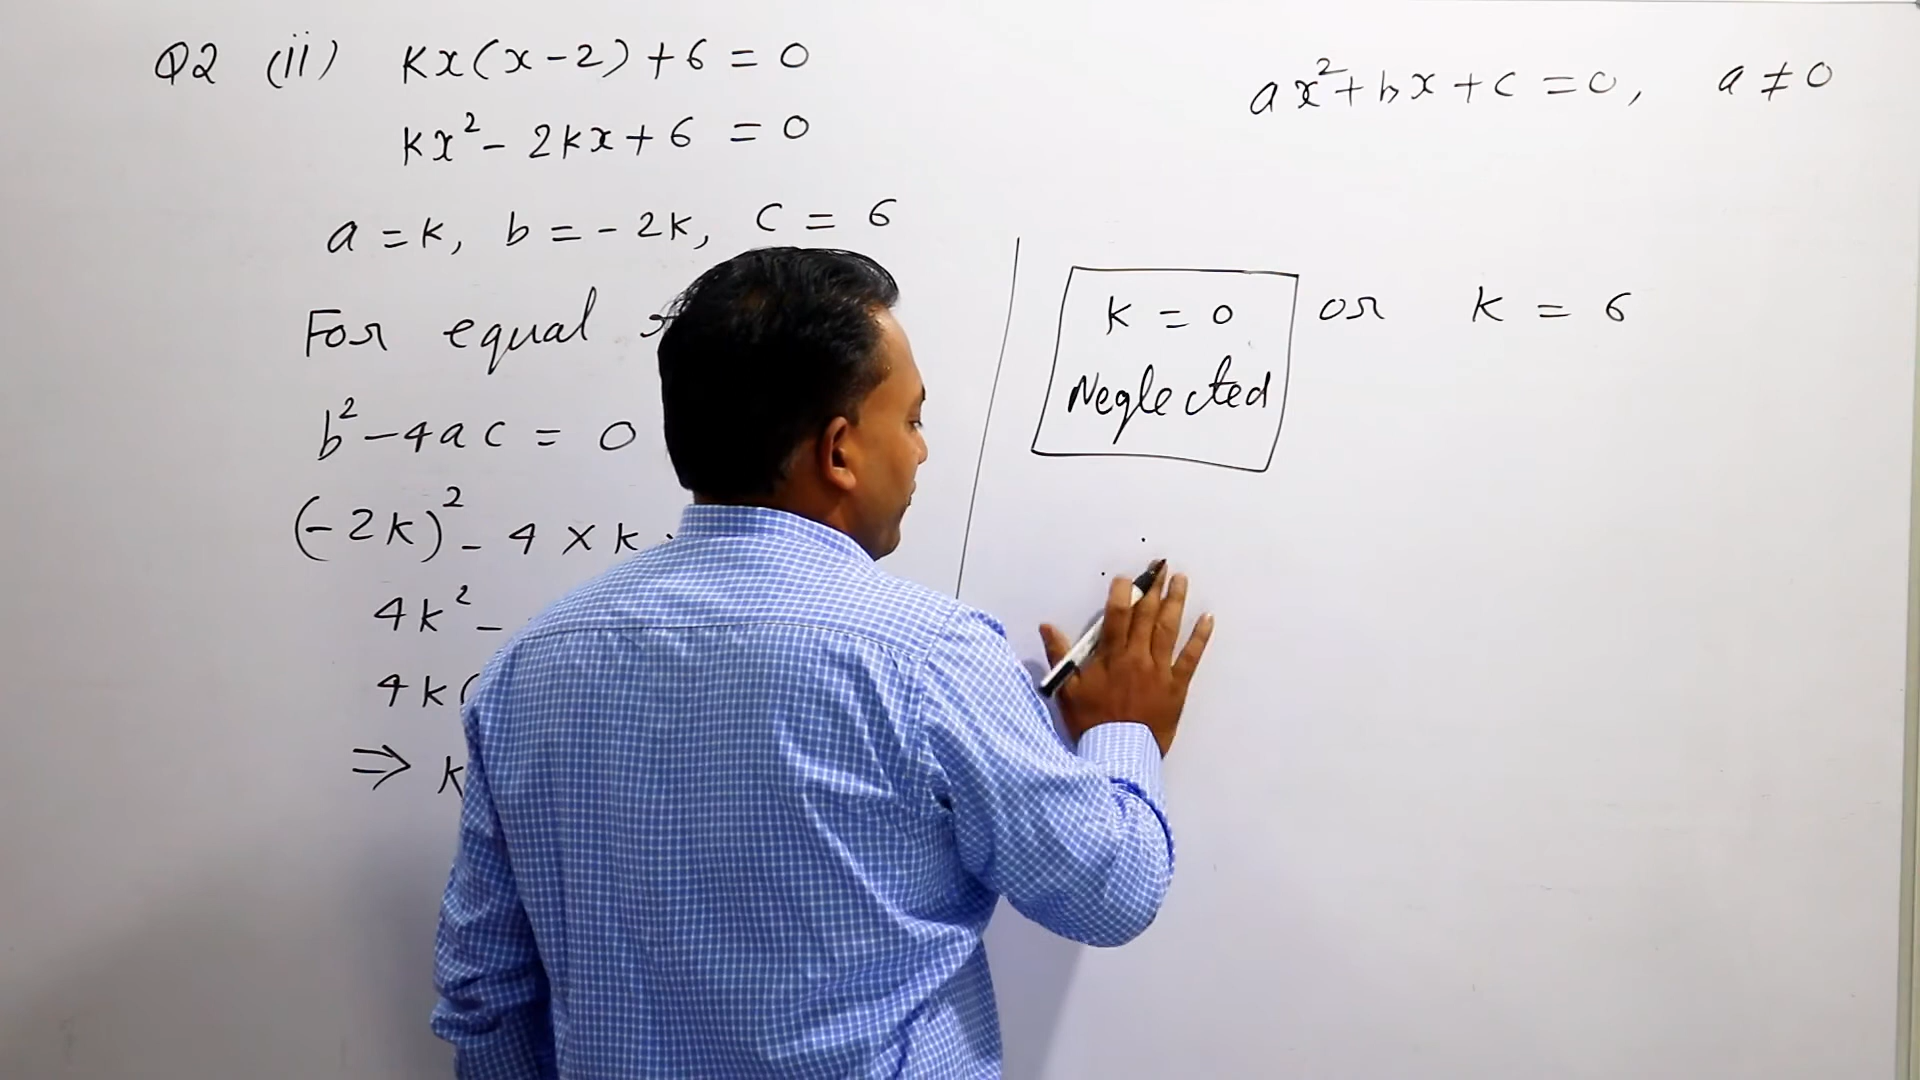 Q2 (ii) kx(x-2)+6 = 0
kx² - 2kx + 6 = 0
a = k, b = - 2k, c = 6
For equal
b² - 4ac = 0
(-2k)² - 4 × k
4k² -
4k(
⇒ k
ax² + bx + c = 0, a ≠ 0
k = 0 or k = 6
Neglected